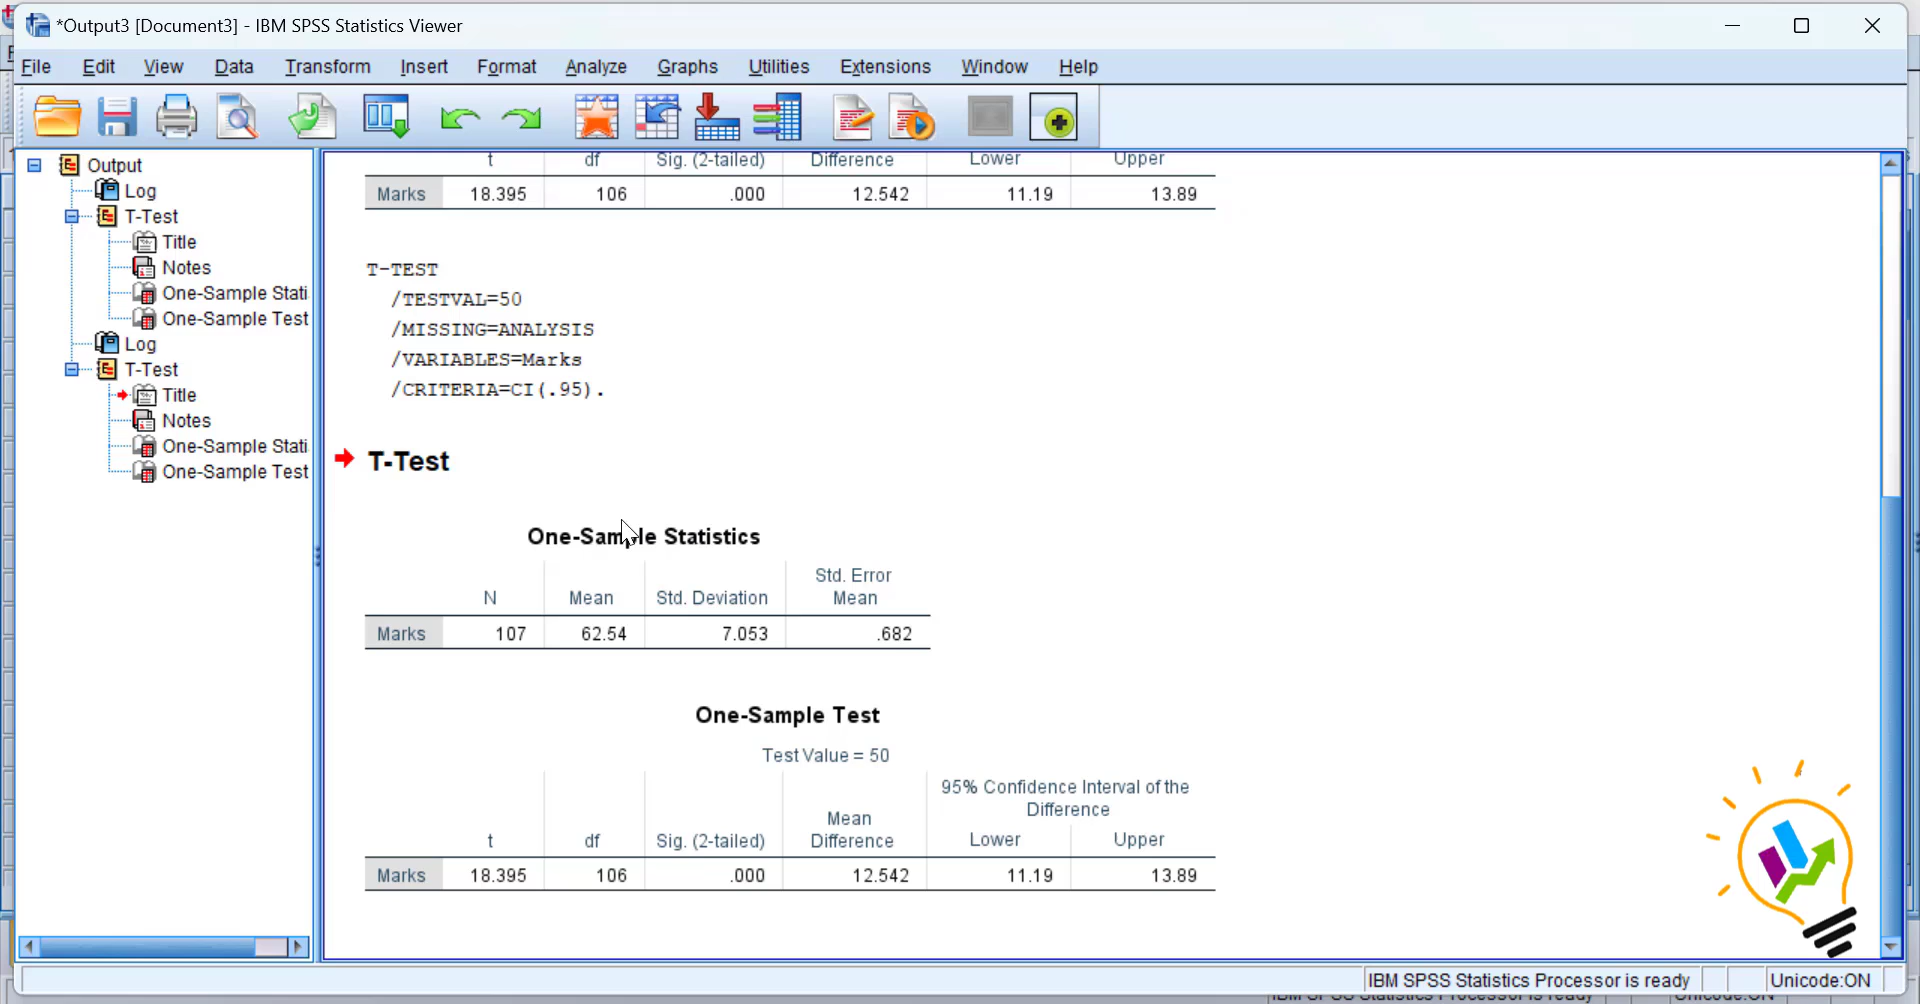 *Output3 [Document3] - IBM SPSS Statistics Viewer
File Edit View Data Transform Insert Format Analyze Graphs Utilities Extensions Window Help
Output
Log
T-Test
Title
Notes
One-Sample Stati
One-Sample Test
Log
T-Test
Title
Notes
One-Sample Stati
One-Sample Test
t df Sig. (2-tailed) Difference Lower Upper
Marks 18.395 106 .000 12.542 11.19 13.89
T-TEST
/TESTVAL=50
/MISSING=ANALYSIS
/VARIABLES=Marks
/CRITERIA=CI(.95).
T-Test
One-Sample Statistics
N Mean Std. Deviation Std. Error
Mean
Marks 107 62.54 7.053 .682
One-Sample Test
Test Value = 50
95% Confidence Interval of the
Difference
t df Sig. (2-tailed) Mean
Difference Lower Upper
Marks 18.395 106 .000 12.542 11.19 13.89
IBM SPSS Statistics Processor is ready Unicode:ON